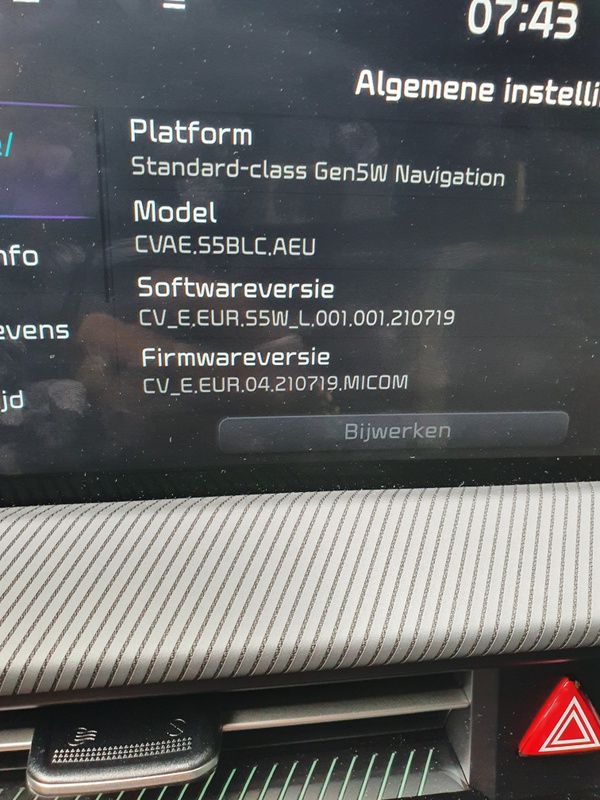 07:43
Algemene instelli
Platform
Standard-class Gen5W Navigation
Model
CVAE.S5BLC.AEU
nfo
Softwareversie
CV_E.EUR.S5W_L.001.001.210719
evens
Firmwareversie
CV_E.EUR.04.210719.MICOM
jd
Bijwerken